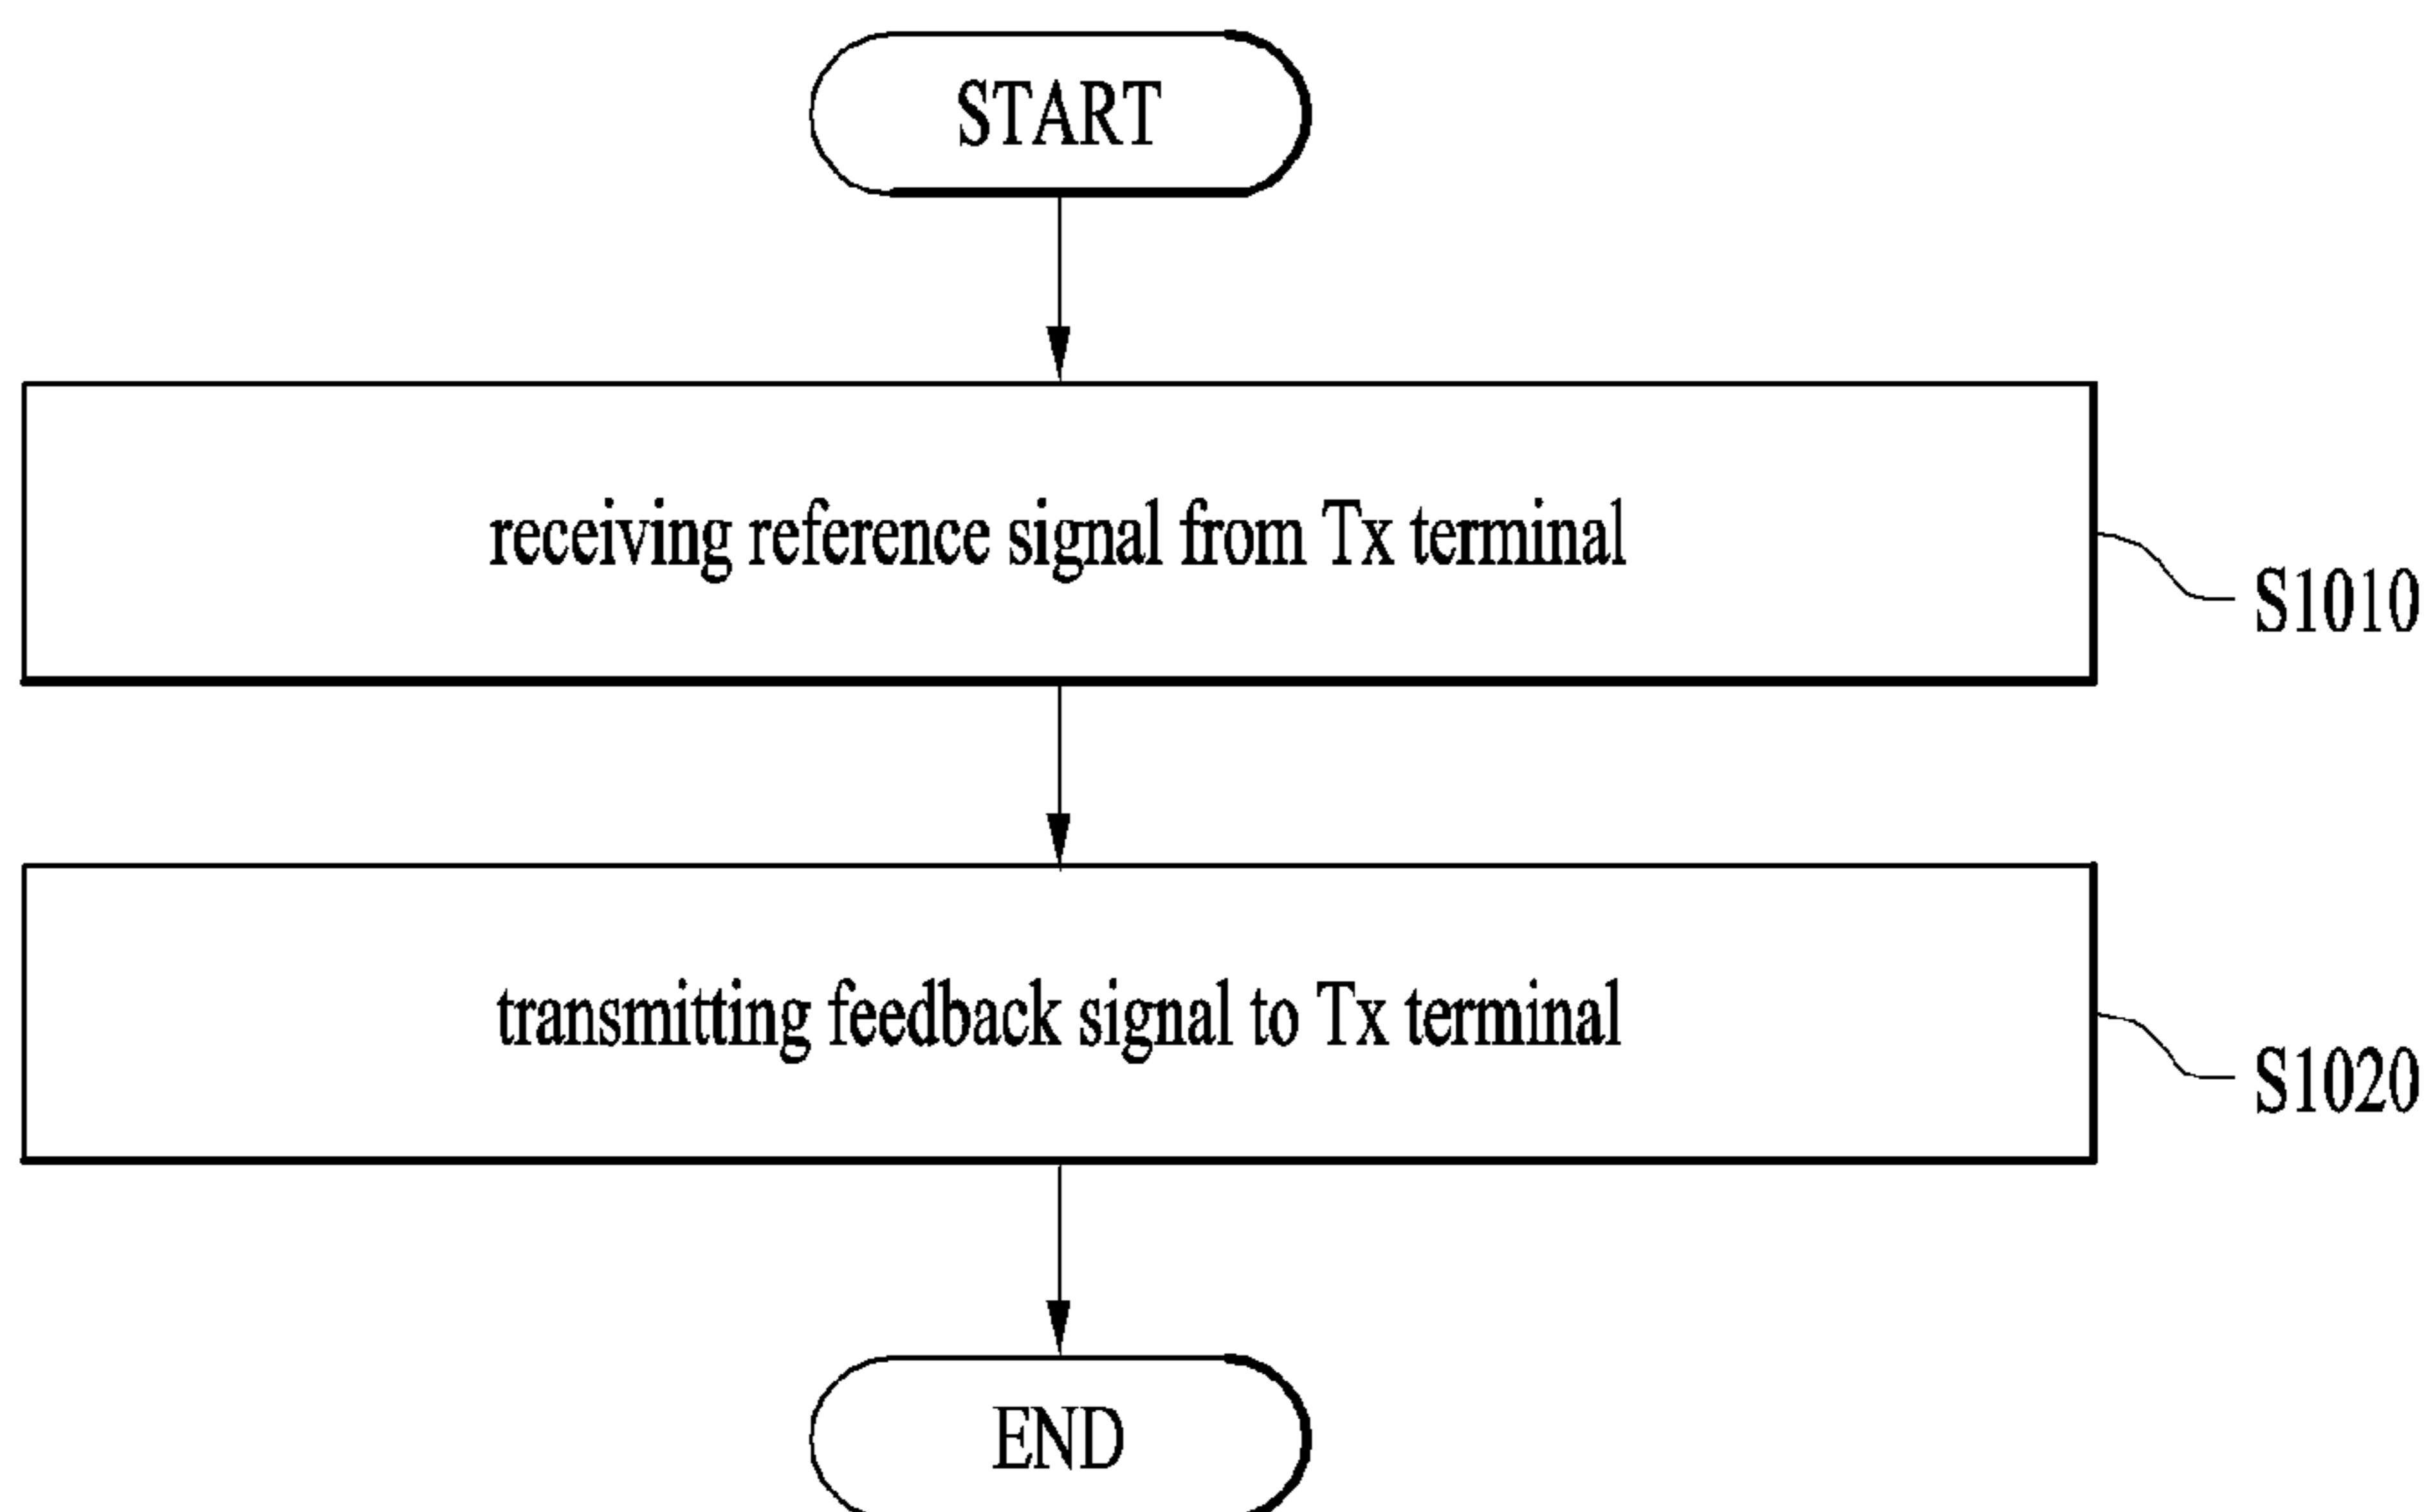 START
receiving reference signal from Tx terminal
S1010
transmitting feedback signal to Tx terminal
S1020
END